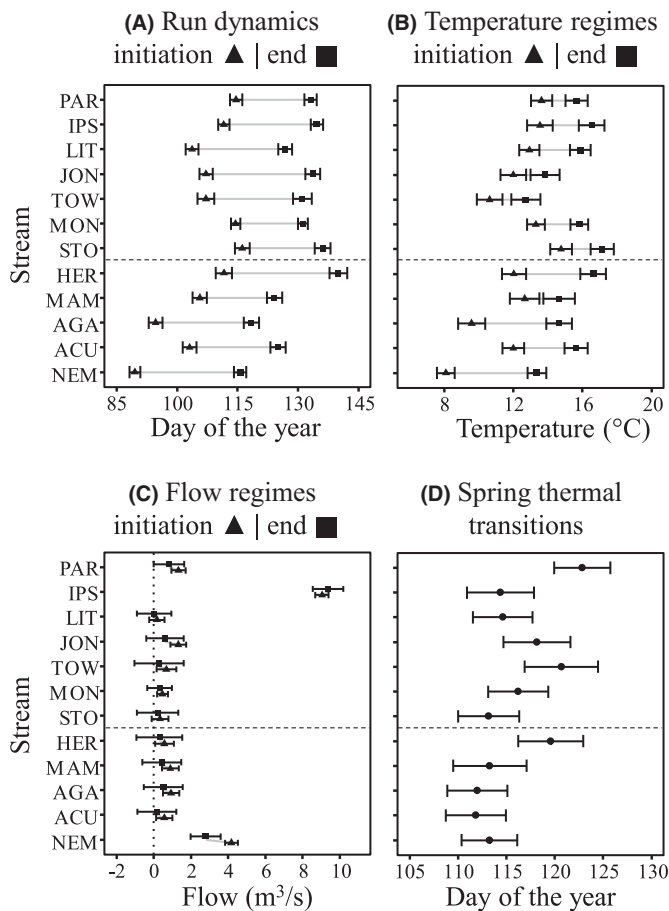 (A) Run dynamics
initiation ▲ | end ■
(B) Temperature regimes
initiation ▲ | end ■
Stream
PAR
IPS
LIT
JON
TOW
MON
STO
HER
MAM
AGA
ACU
NEM
85 100 115 130 145
Day of the year
8 12 16 20
Temperature (°C)
(C) Flow regimes
initiation ▲ | end ■
(D) Spring thermal
transitions
Stream
PAR
IPS
LIT
JON
TOW
MON
STO
HER
MAM
AGA
ACU
NEM
-2 0 2 4 6 8 10
Flow (m³/s)
105 110 115 120 125 130
Day of the year